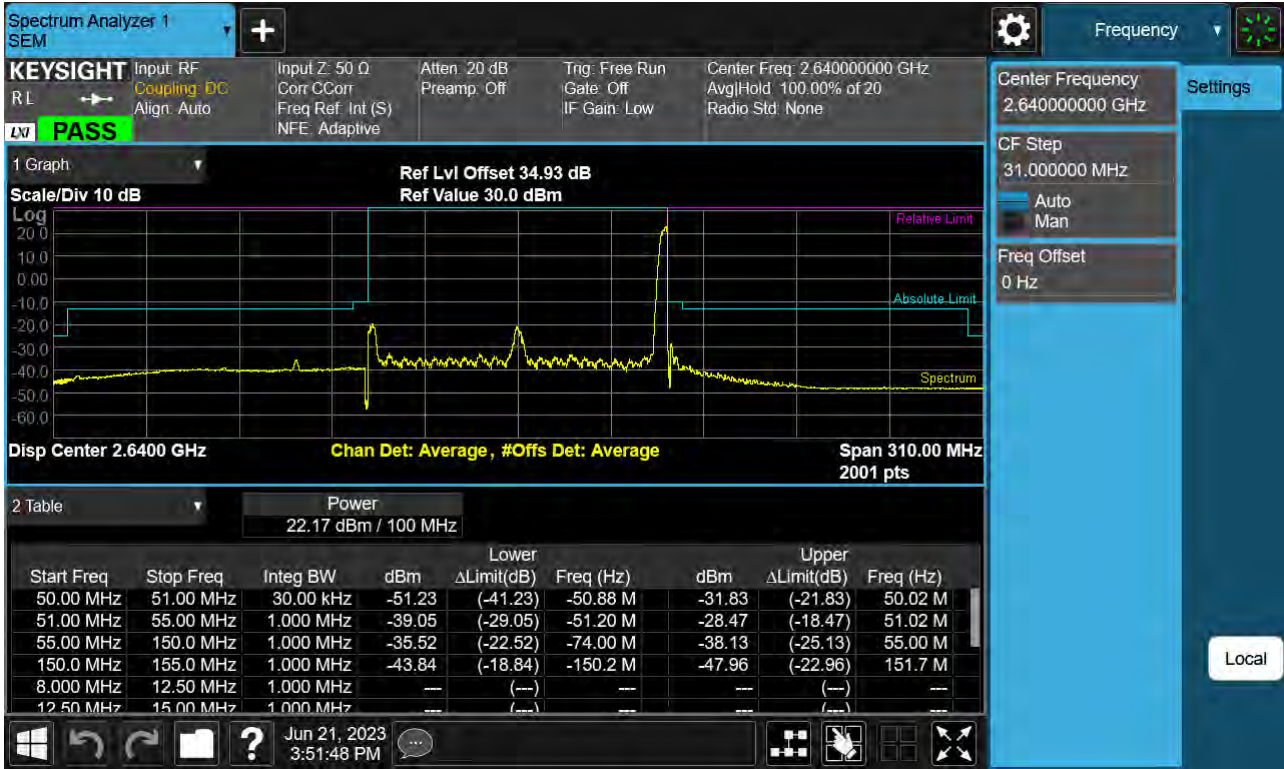 Spectrum Analyzer 1
SEM
+
Frequency
KEYSIGHT
R L
LXI
PASS
Input: RF
Coupling: DC
Align: Auto
Input Z: 50 Ω
Corr CCorr
Freq Ref: Int (S)
NFE: Adaptive
Atten: 20 dB
Preamp: Off
Trig: Free Run
Gate: Off
IF Gain: Low
Center Freq: 2.640000000 GHz
Avg|Hold: 100.00% of 20
Radio Std: None
Center Frequency
2.640000000 GHz
Settings
CF Step
31.000000 MHz
Auto
Man
Freq Offset
0 Hz
1 Graph
Scale/Div 10 dB
Ref Lvl Offset 34.93 dB
Ref Value 30.0 dBm
Log
20.0
10.0
0.00
-10.0
-20.0
-30.0
-40.0
-50.0
-60.0
Relative Limit
Absolute Limit
Spectrum
Disp Center 2.6400 GHz
Chan Det: Average, #Offs Det: Average
Span 310.00 MHz
2001 pts
2 Table
Power
22.17 dBm / 100 MHz
Lower Upper
Start Freq Stop Freq Integ BW dBm ∆Limit(dB) Freq (Hz) dBm ∆Limit(dB) Freq (Hz)
50.00 MHz 51.00 MHz 30.00 kHz -51.23 (-41.23) -50.88 M -31.83 (-21.83) 50.02 M
51.00 MHz 55.00 MHz 1.000 MHz -39.05 (-29.05) -51.20 M -28.47 (-18.47) 51.02 M
55.00 MHz 150.0 MHz 1.000 MHz -35.52 (-22.52) -74.00 M -38.13 (-25.13) 55.00 M
150.0 MHz 155.0 MHz 1.000 MHz -43.84 (-18.84) -150.2 M -47.96 (-22.96) 151.7 M
8.000 MHz 12.50 MHz 1.000 MHz --- (---) --- --- (---) ---
12.50 MHz 15.00 MHz 1.000 MHz --- (---) --- --- (---) ---
Local
?
Jun 21, 2023
3:51:48 PM